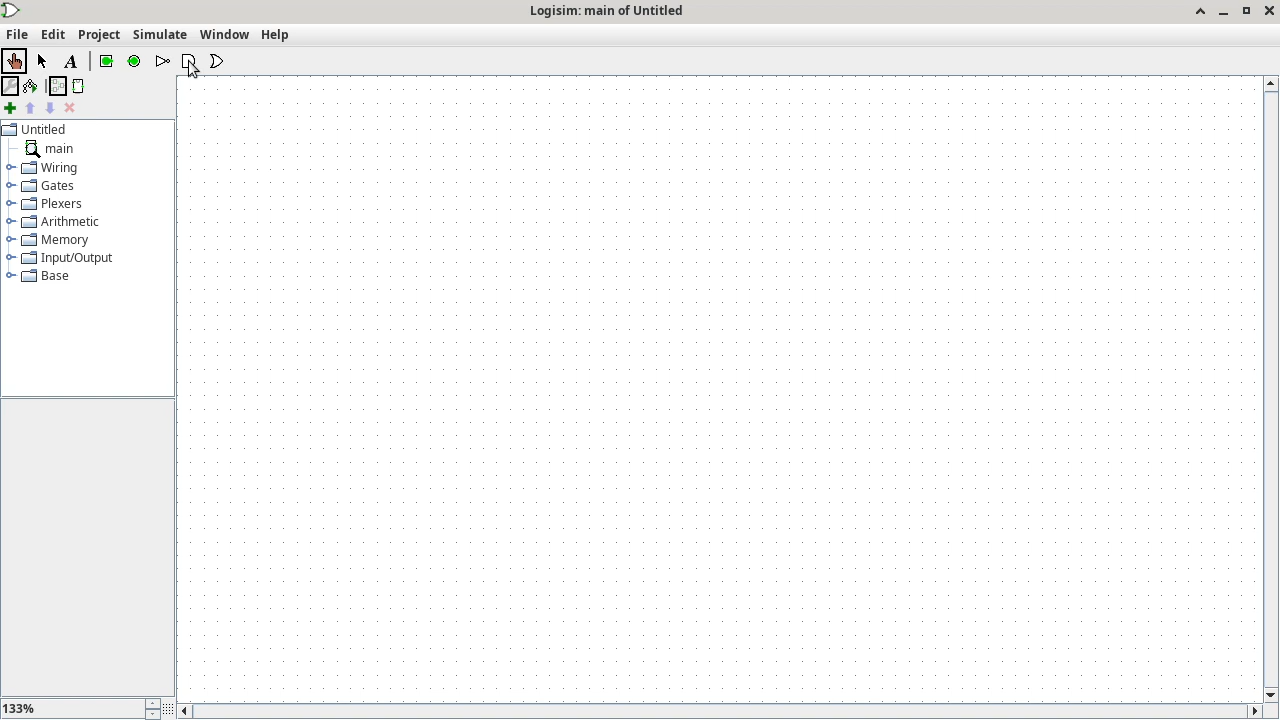 Logisim: main of Untitled
File Edit Project Simulate Window Help
A
Untitled
main
Wiring
Gates
Plexers
Arithmetic
Memory
Input/Output
Base
133%